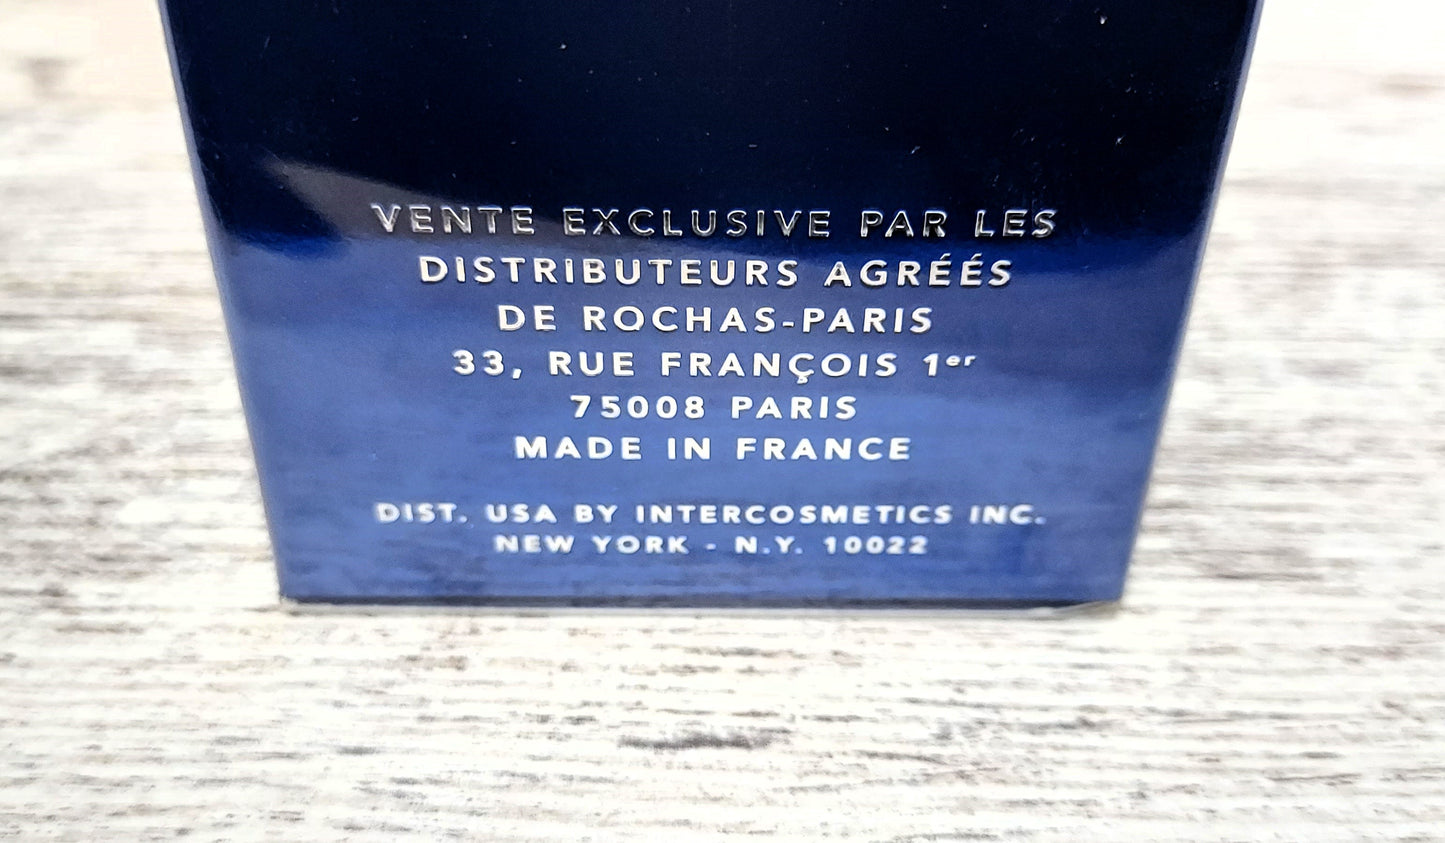 VENTE EXCLUSIVE PAR LES
DISTRIBUTEURS AGRÉÉS
DE ROCHAS-PARIS
33, RUE FRANÇOIS 1er
75008 PARIS
MADE IN FRANCE
DIST. USA BY INTERCOSMETICS INC.
NEW YORK - N.Y. 10022